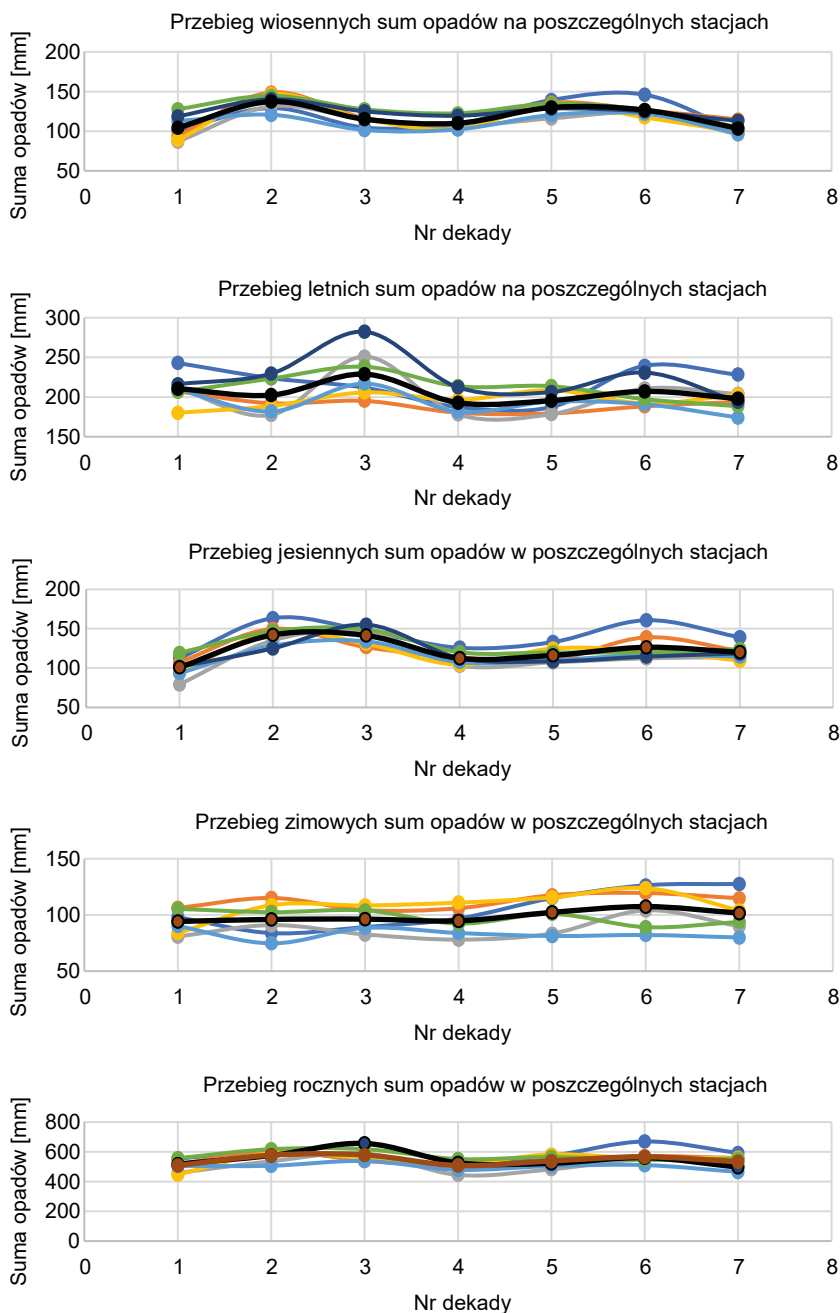 Przebieg wiosennych sum opadów na poszczególnych stacjach
Suma opadów [mm]
200
150
100
50
0 1 2 3 4 5 6 7 8
Nr dekady
Przebieg letnich sum opadów na poszczególnych stacjach
Suma opadów [mm]
300
250
200
150
0 1 2 3 4 5 6 7 8
Nr dekady
Przebieg jesiennych sum opadów w poszczególnych stacjach
Suma opadów [mm]
200
150
100
50
0 1 2 3 4 5 6 7 8
Nr dekady
Przebieg zimowych sum opadów w poszczególnych stacjach
Suma opadów [mm]
150
100
50
0 1 2 3 4 5 6 7 8
Nr dekady
Przebieg rocznych sum opadów w poszczególnych stacjach
Suma opadów [mm]
800
600
400
200
0
0 1 2 3 4 5 6 7 8
Nr dekady